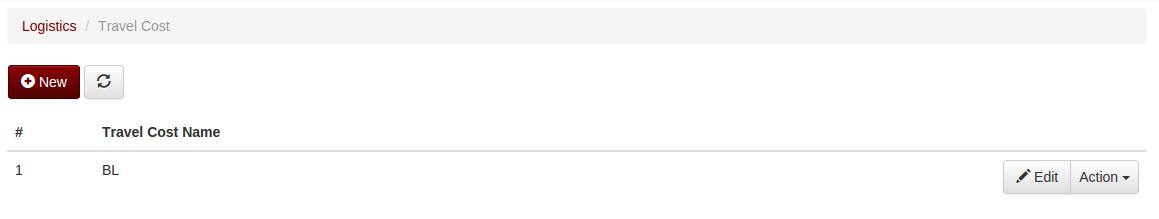 Logistics / Travel Cost
New
# Travel Cost Name
1 BL Edit Action